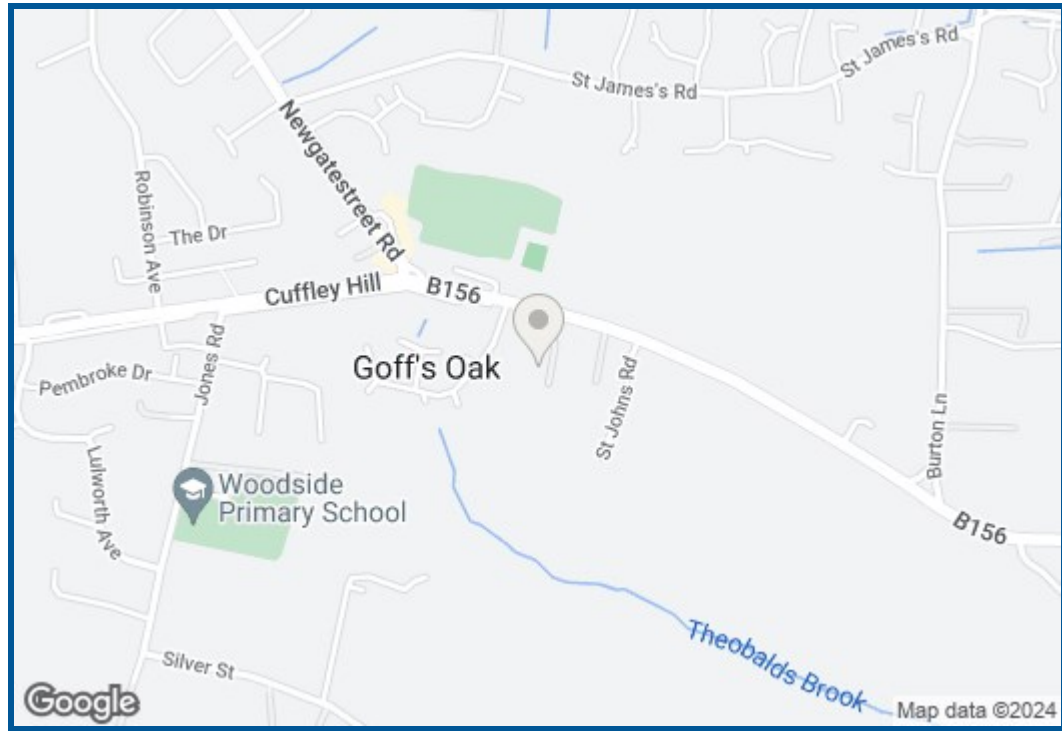 St James's Rd
St James's Rd
Newgatestreet Rd
Robinson Ave
The Dr
Cuffley Hill
B156
Goff's Oak
Jones Rd
Pembroke Dr
St Johns Rd
Burton Ln
Lulworth Ave
Woodside
Primary School
B156
Theobalds Brook
Silver St
Google
Map data ©2024